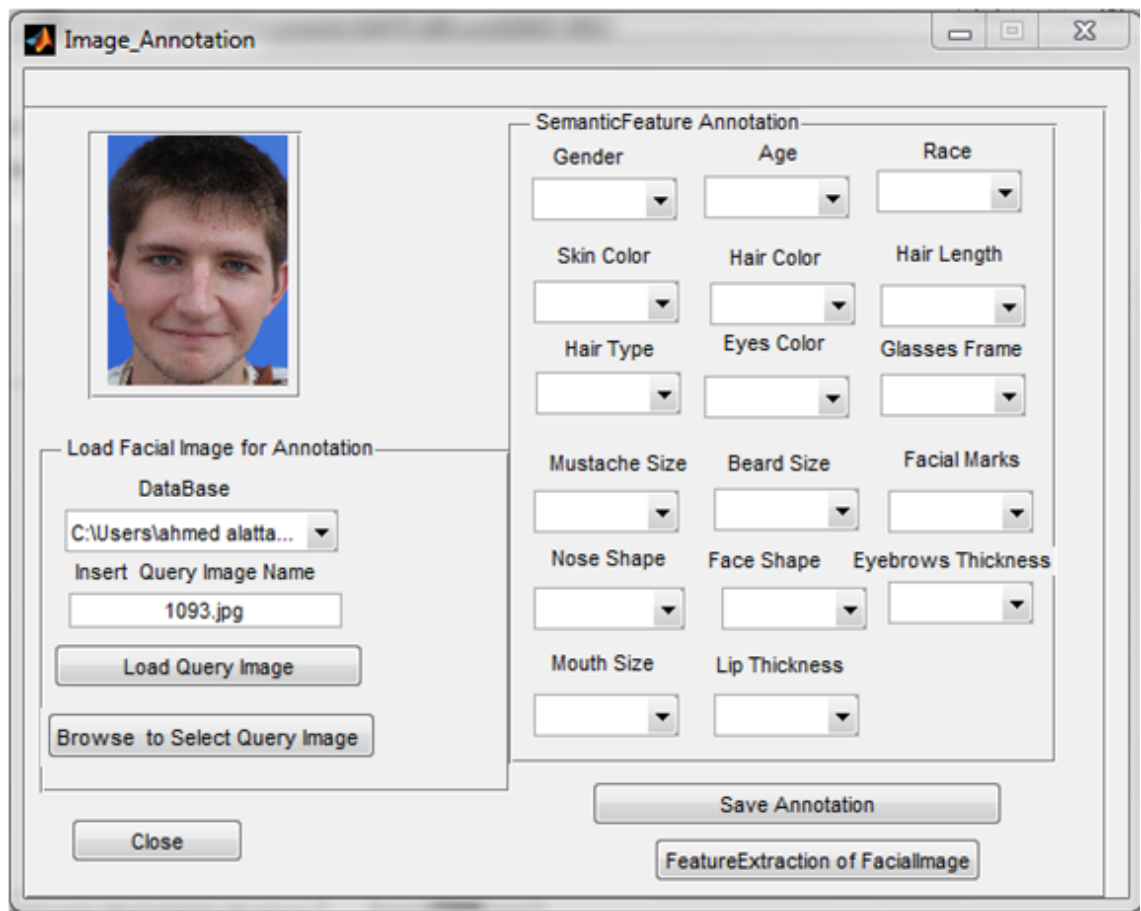 Image_Annotation
SemanticFeature Annotation
Gender
Age
Race
Skin Color
Hair Color
Hair Length
Hair Type
Eyes Color
Glasses Frame
Mustache Size
Beard Size
Facial Marks
Nose Shape
Face Shape
Eyebrows Thickness
Mouth Size
Lip Thickness
Load Facial Image for Annotation
DataBase
C:\Users\ahmed alatta...
Insert Query Image Name
1093.jpg
Load Query Image
Browse to Select Query Image
Close
Save Annotation
FeatureExtraction of FacialImage